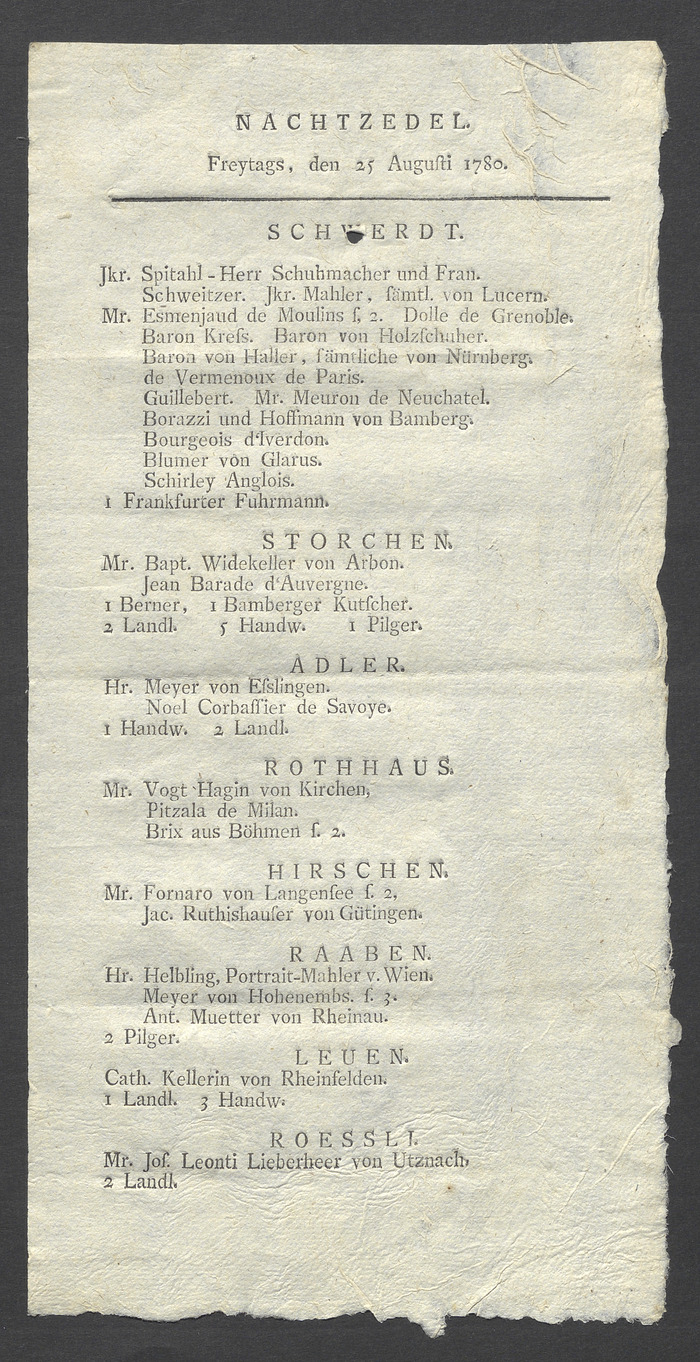 NACHTZEDEL.
Freytags, den 25 Auguſti 1780.
SCHWERDT.
Jkr. Spitahl-Herr Schuhmacher und Fran.
Schweitzer. Jkr. Mahler, ſämtl. von Lucern.
Mr. Esmenjaud de Moulins ſ, 2. Dolle de Grenoble.
Baron Kreſs. Baron von Holzſchuher.
Baron von Haller, ſämtliche von Nürnberg.
de Vermenoux de Paris.
Guillebert. Mr. Meuron de Neuchatel.
Borazzi und Hoffmann von Bamberg.
Bourgeois d'Iverdon.
Blumer von Glarus.
Schirley Anglois.
1 Frankfurter Fuhrmann.
STORCHEN.
Mr. Bapt. Widekeller von Arbon.
Jean Barade d'Auvergne.
1 Berner, 1 Bamberger Kutſcher.
2 Landl. 5 Handw. 1 Pilger.
ADLER.
Hr. Meyer von Eſslingen.
Noel Corbaſſier de Savoye.
1 Handw. 2 Landl.
ROTHHAUS.
Mr. Vogt Hagin von Kirchen,
Pitzala de Milan.
Brix aus Böhmen ſ. 2.
HIRSCHEN.
Mr. Fornaro von Langenſee ſ. 2,
Jac. Ruthishauſer von Gütingen.
RAABEN.
Hr. Helbling, Portrait-Mahler v. Wien.
Meyer von Hohenembs. ſ. 3.
Ant. Muetter von Rheinau.
2 Pilger.
LEUEN.
Cath. Kellerin von Rheinfelden.
1 Landl. 3 Handw.
ROESSLI.
Mr. Joſ. Leonti Lieberheer von Utznach,
2 Landl.